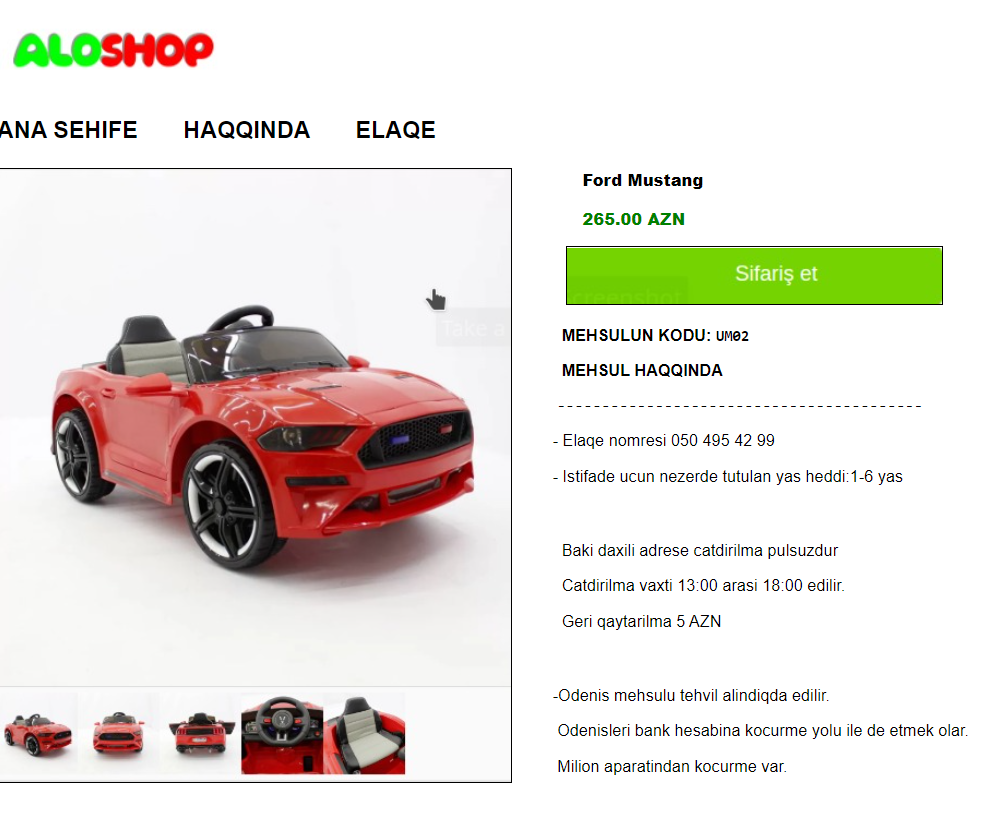 ALOSHOP
ANA SEHIFE HAQQINDA ELAQE
Ford Mustang
265.00 AZN
Sifariş et
creenshot
Take a
MEHSULUN KODU: UM02
MEHSUL HAQQINDA
- - - - - - - - - - - - - - - - - - - - - - - - - - - - - - - - - - - - - - - - -
- Elaqe nomresi 050 495 42 99
- Istifade ucun nezerde tutulan yas heddi:1-6 yas
Baki daxili adrese catdirilma pulsuzdur
Catdirilma vaxti 13:00 arasi 18:00 edilir.
Geri qaytarilma 5 AZN
-Odenis mehsulu tehvil alindiqda edilir.
Odenisleri bank hesabina kocurme yolu ile de etmek olar.
Milion aparatindan kocurme var.